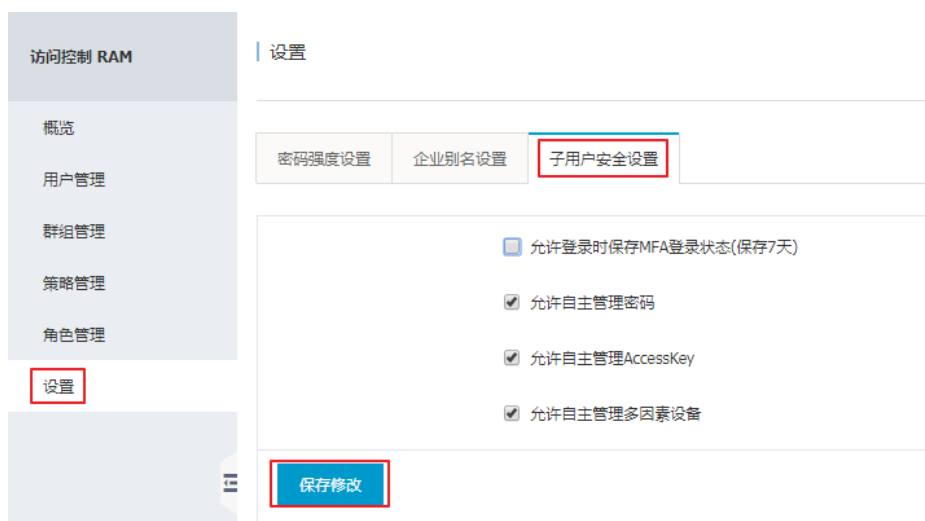 访问控制 RAM
概览
用户管理
群组管理
策略管理
角色管理
设置
设置
密码强度设置
企业别名设置
子用户安全设置
允许登录时保存MFA登录状态(保存7天)
允许自主管理密码
允许自主管理AccessKey
允许自主管理多因素设备
保存修改